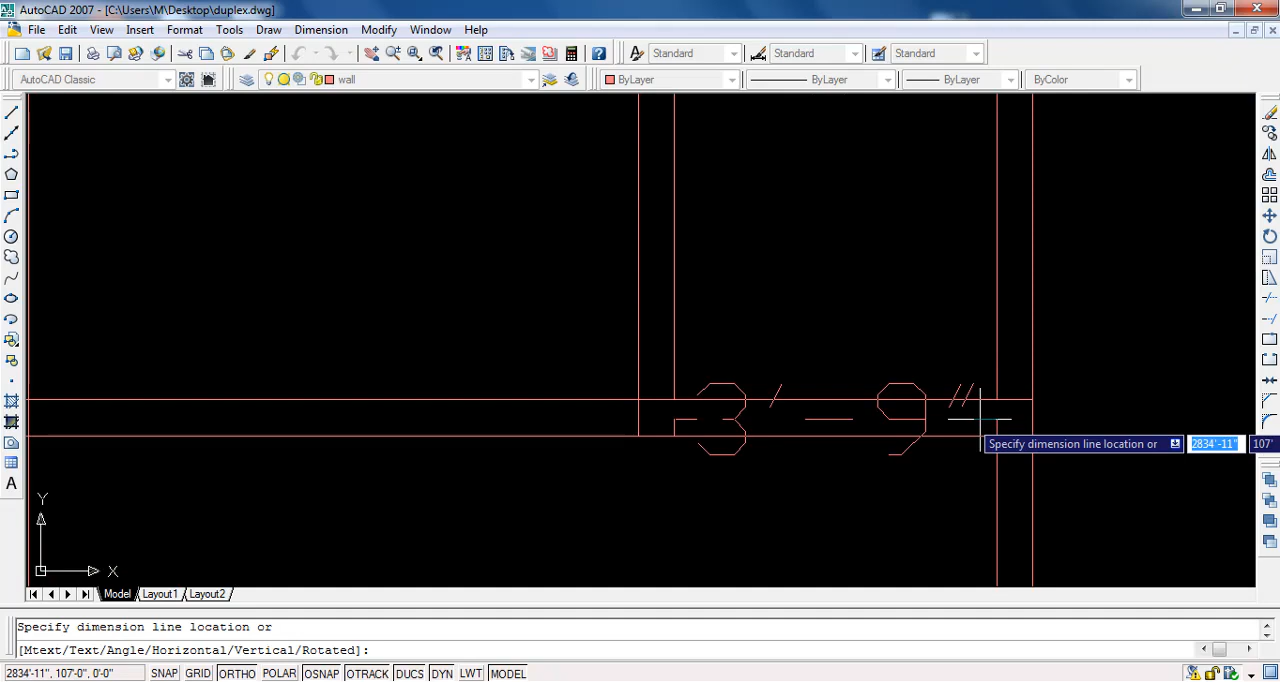 AutoCAD 2007 - [C:\Users\M\Desktop\duplex.dwg]
File Edit View Insert Format Tools Draw Dimension Modify Window Help
Standard Standard Standard
AutoCAD Classic wall ByLayer ByLayer ByLayer ByColor
3'-9"
Specify dimension line location or 2834'-11" 107'
A
Y
X
Model Layout1 Layout2
Specify dimension line location or
[Mtext/Text/Angle/Horizontal/Vertical/Rotated]:
2834'-11", 107'-0", 0'-0" SNAP GRID ORTHO POLAR OSNAP OTRACK DUCS DYN LWT MODEL